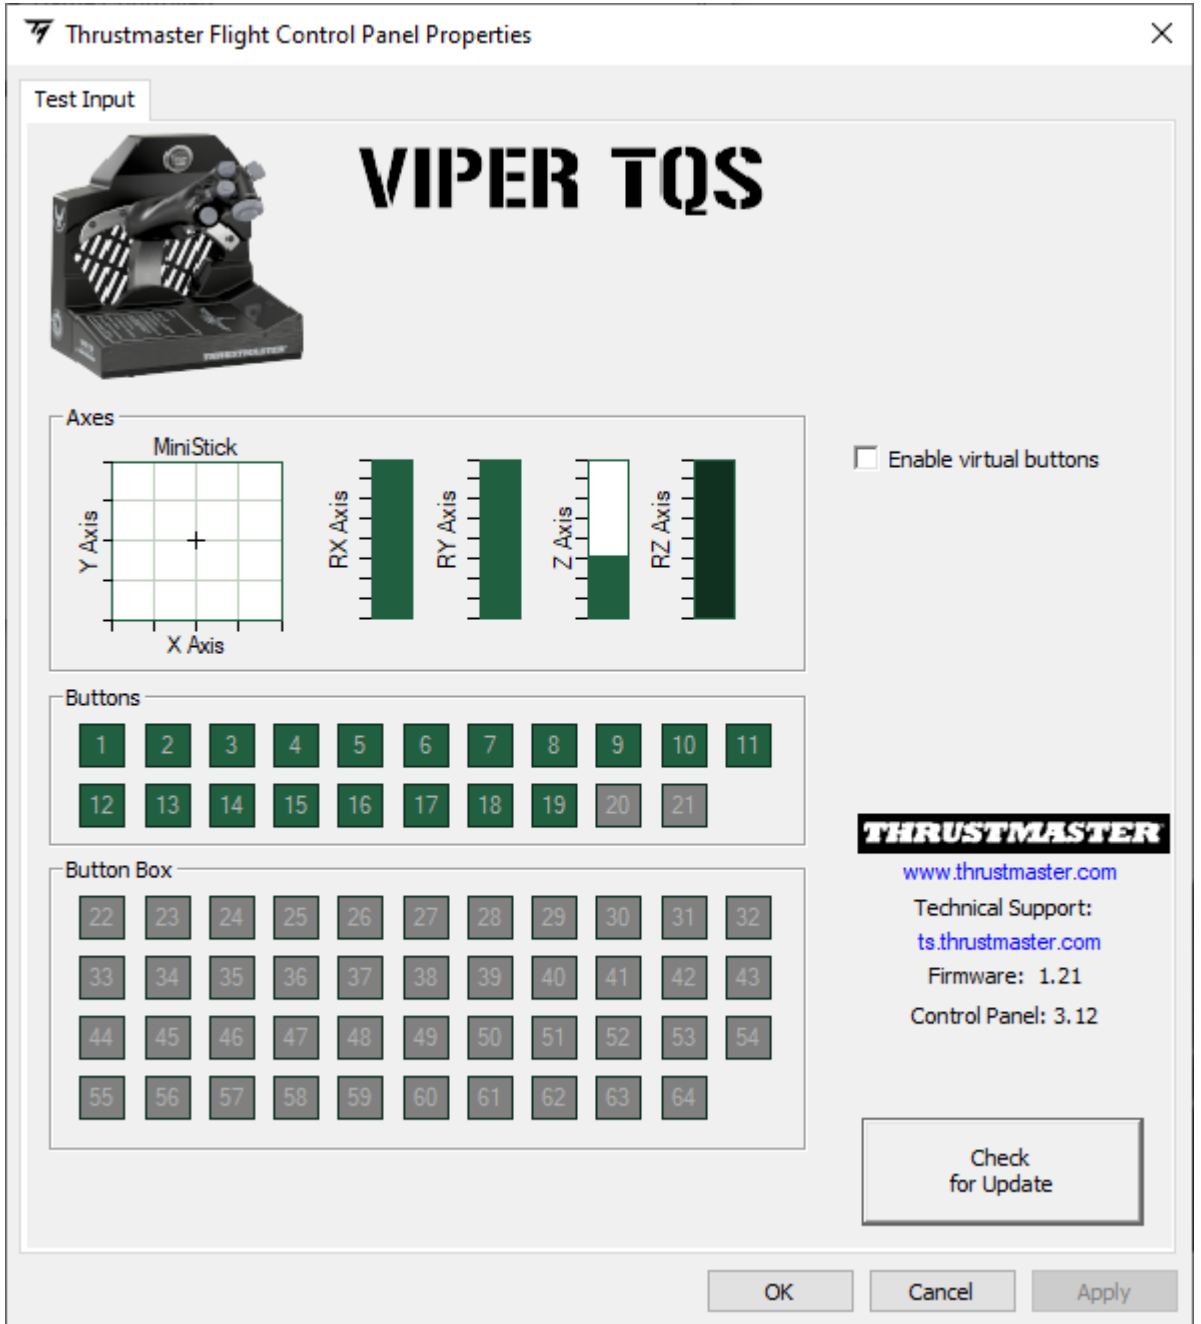 Thrustmaster Flight Control Panel Properties
Test Input
VIPER TQS
THRUSTMASTER
Axes
MiniStick
Y Axis
X Axis
RX Axis
RY Axis
Z Axis
RZ Axis
Enable virtual buttons
Buttons
1 2 3 4 5 6 7 8 9 10 11
12 13 14 15 16 17 18 19 20 21
Button Box
22 23 24 25 26 27 28 29 30 31 32
33 34 35 36 37 38 39 40 41 42 43
44 45 46 47 48 49 50 51 52 53 54
55 56 57 58 59 60 61 62 63 64
THRUSTMASTER
www.thrustmaster.com
Technical Support:
ts.thrustmaster.com
Firmware: 1.21
Control Panel: 3.12
Check
for Update
OK
Cancel
Apply